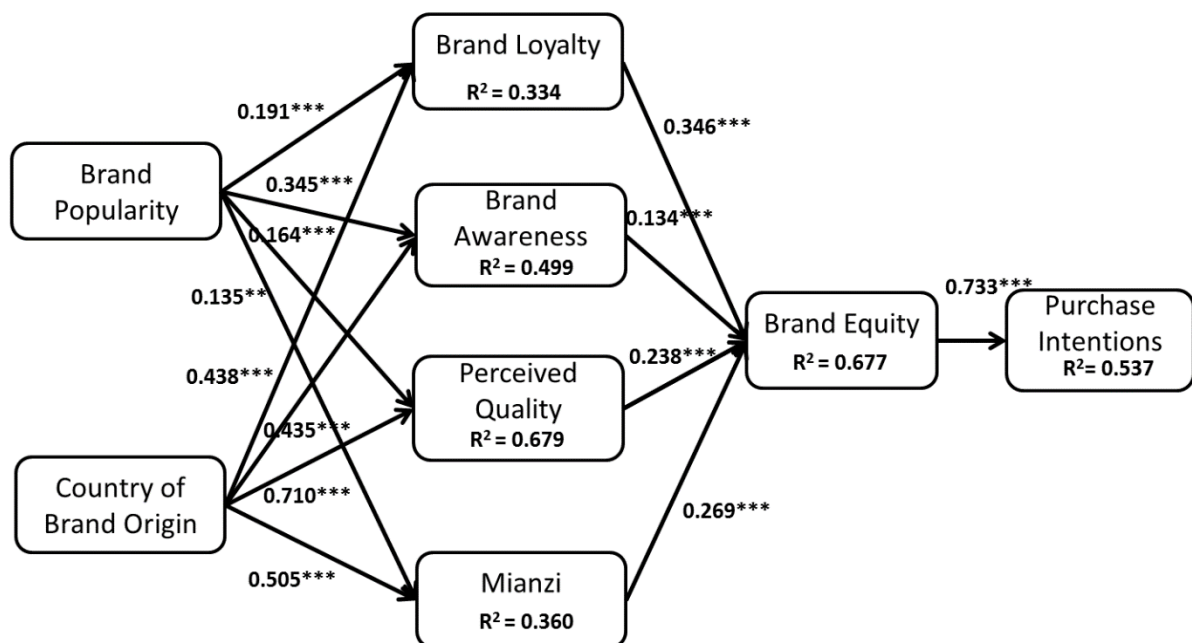 Brand Loyalty
R² = 0.334
0.191***
0.346***
Brand
Popularity
0.345***
Brand
Awareness
R² = 0.499
0.134***
0.164***
0.135**
0.733***
Brand Equity
R² = 0.677
Purchase
Intentions
R²= 0.537
0.438***
Perceived
Quality
R² = 0.679
0.238***
0.435***
Country of
Brand Origin
0.710***
0.269***
0.505***
Mianzi
R² = 0.360